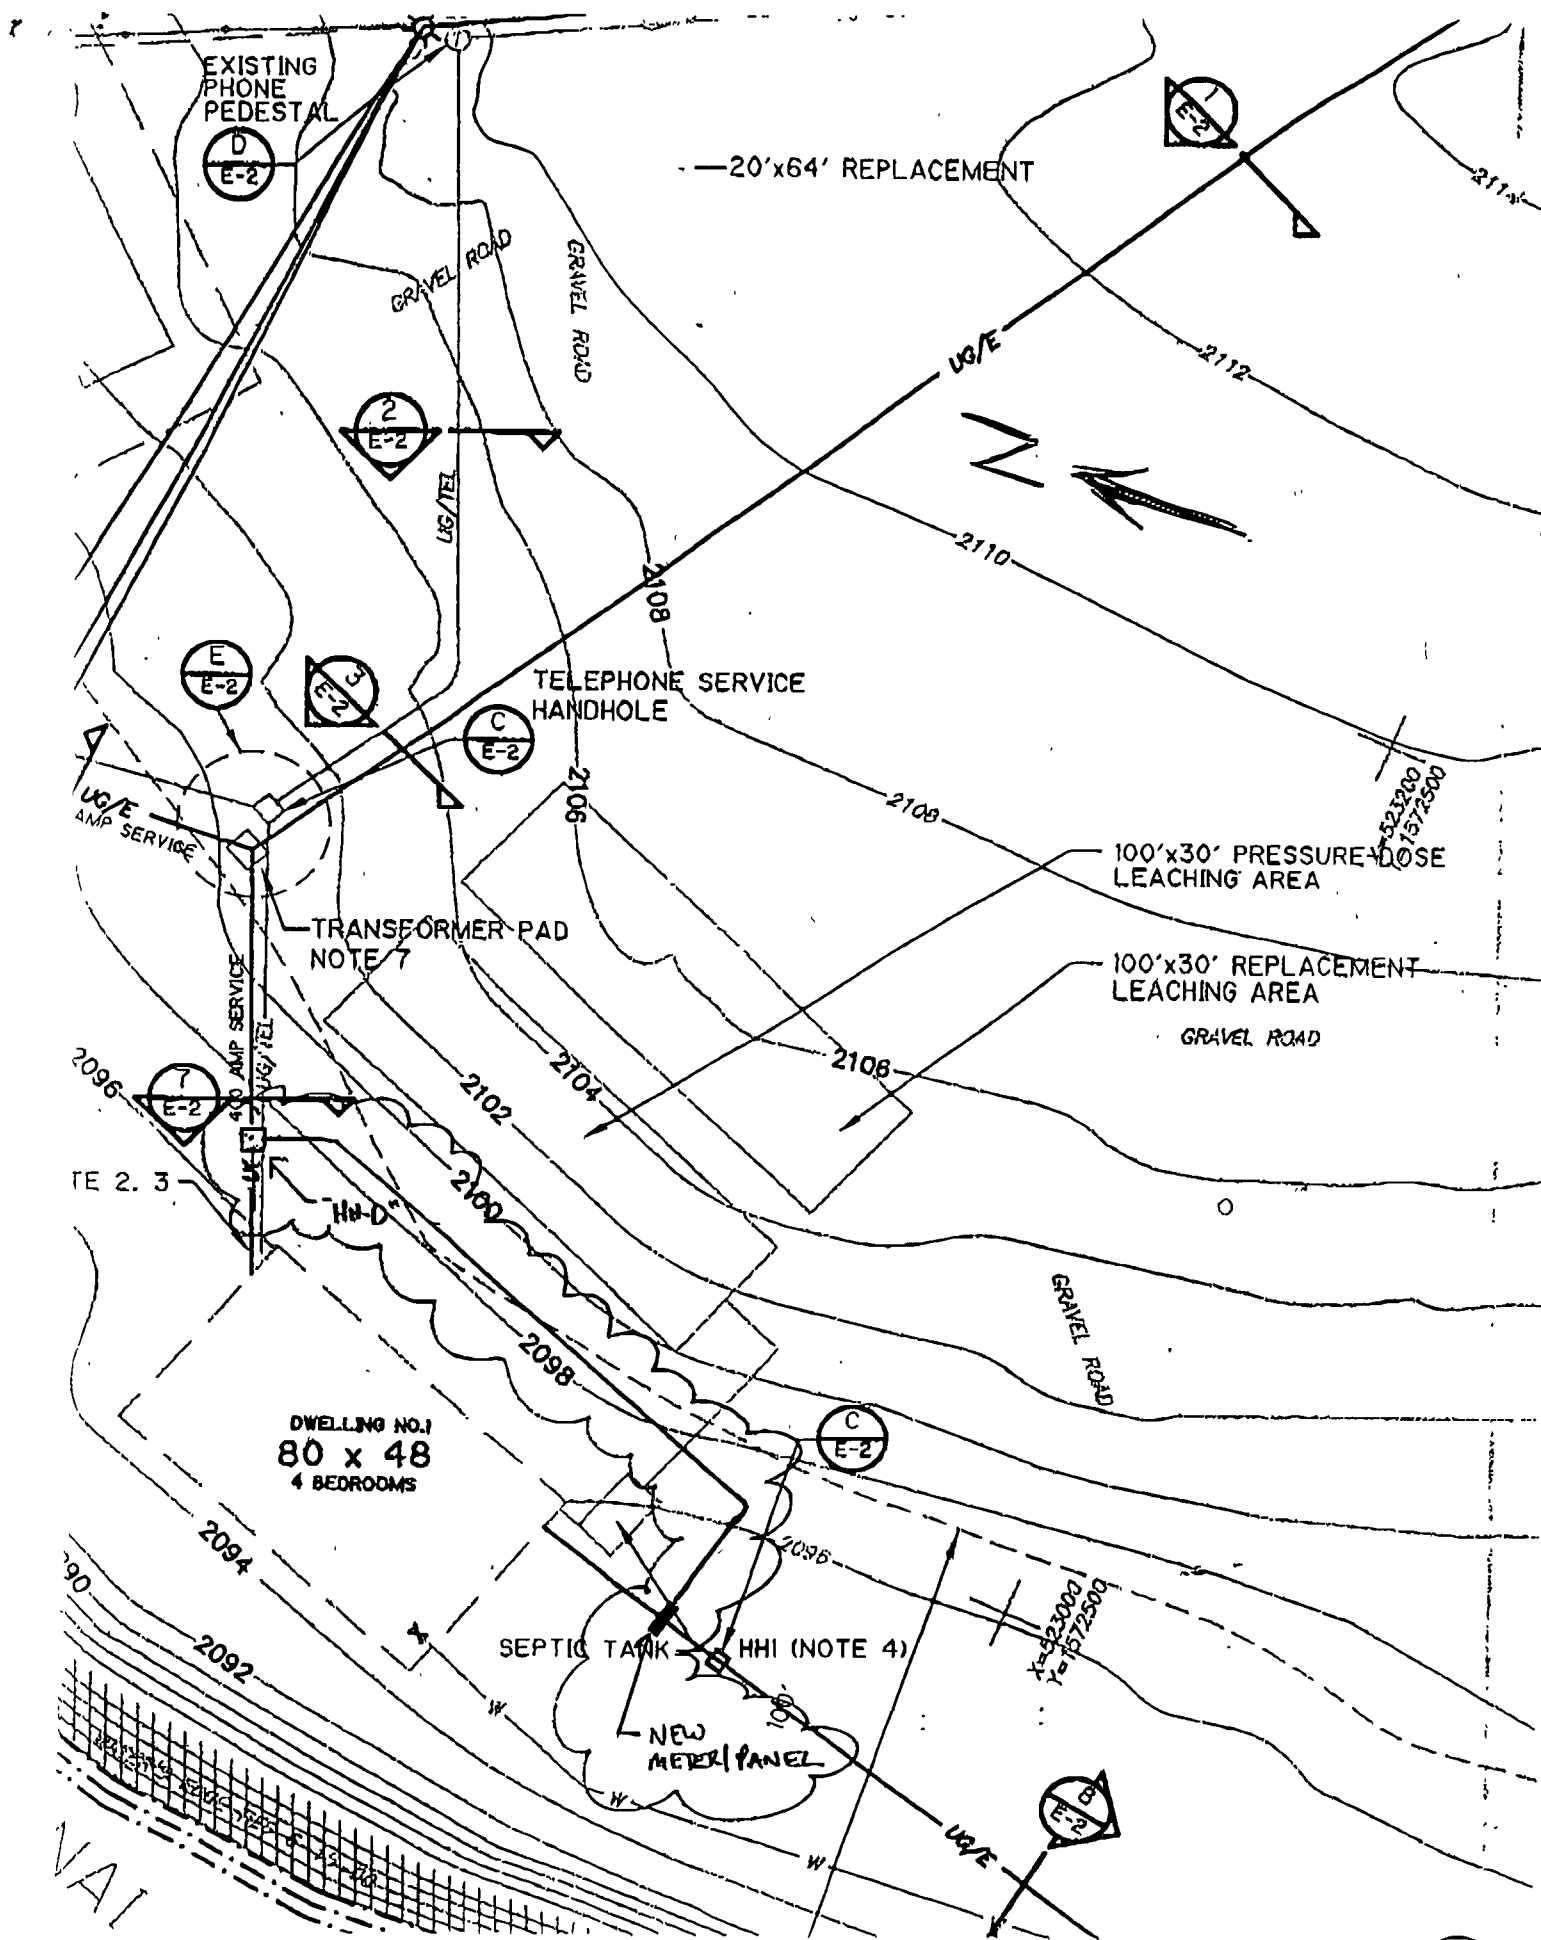 EXISTING
PHONE
PEDESTAL
D
E-2
1
E-2
20'x64' REPLACEMENT
GRAVEL ROAD
GRAVEL ROAD
UG/E
2112
2
E-2
UG/TEL
N
2110
2108
E
E-2
3
E-2
TELEPHONE SERVICE
HANDHOLE
C
E-2
UG/E
AMP SERVICE
2106
2108
1572500
100'x30' PRESSURE-DOSE
LEACHING AREA
TRANSFORMER PAD
NOTE 7
100'x30' REPLACEMENT
LEACHING AREA
GRAVEL ROAD
400 AMP SERVICE
UG/TEL
2096
7
E-2
2102
2104
2106
TE 2. 3
"HH-D"
2100
GRAVEL ROAD
2098
DWELLING NO.1
80 x 48
4 BEDROOMS
C
E-2
2094
2096
X=523000
Y=1572500
2092
SEPTIC TANK
HH1 (NOTE 4)
W
100'
NEW
METER/PANEL
W
8
E-2
UG/E
W